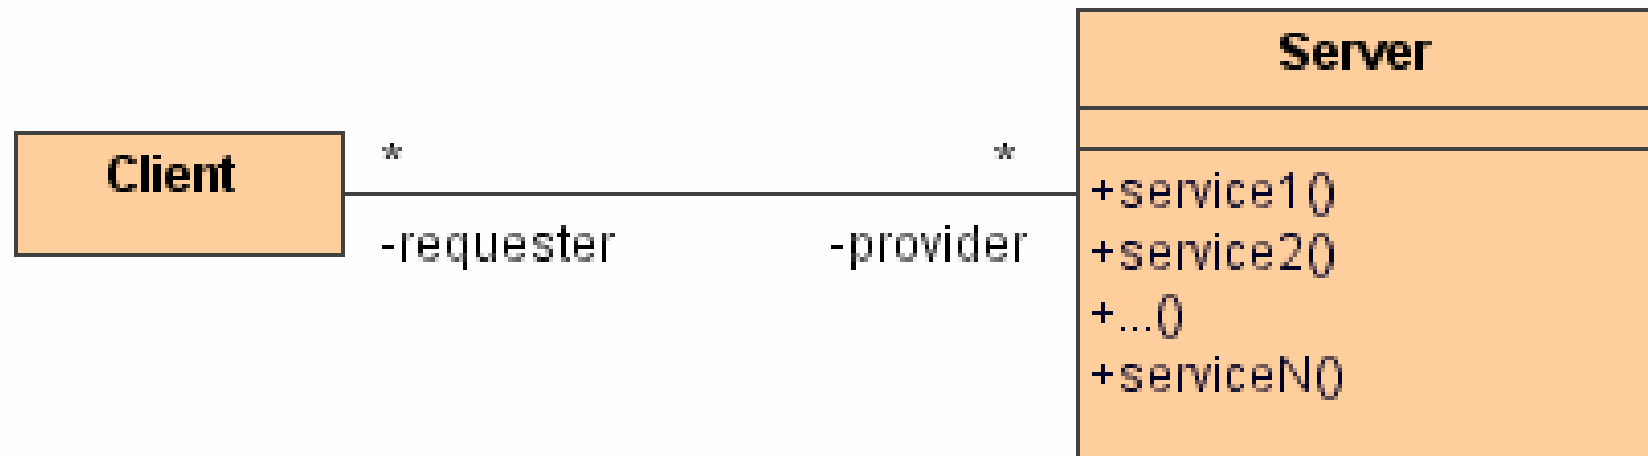 Server
Client
*
*
-requester
-provider
+service1()
+service2()
+...()
+serviceN()